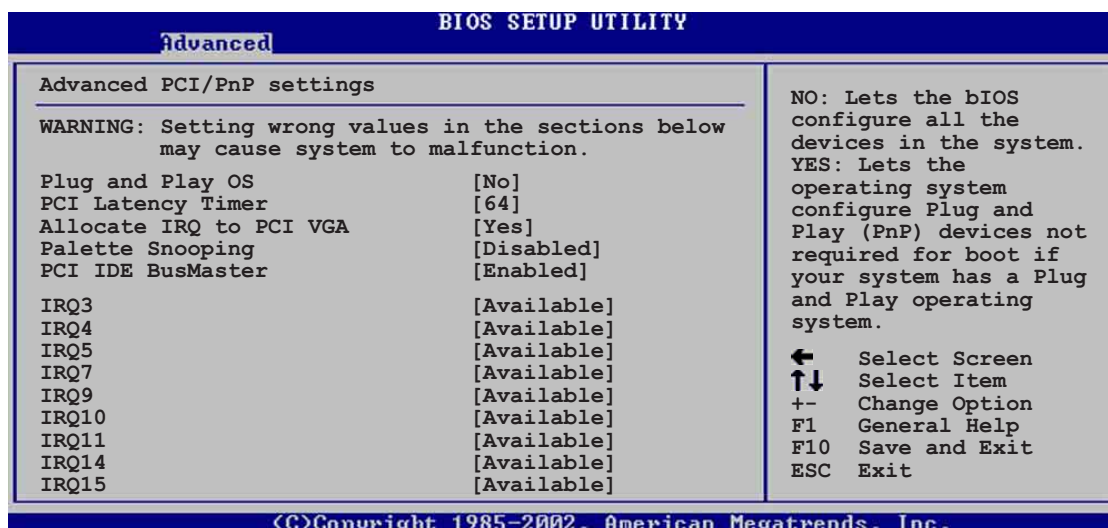 BIOS SETUP UTILITY
Advanced
Advanced PCI/PnP settings
WARNING: Setting wrong values in the sections below
may cause system to malfunction.
Plug and Play OS [No]
PCI Latency Timer [64]
Allocate IRQ to PCI VGA [Yes]
Palette Snooping [Disabled]
PCI IDE BusMaster [Enabled]
IRQ3 [Available]
IRQ4 [Available]
IRQ5 [Available]
IRQ7 [Available]
IRQ9 [Available]
IRQ10 [Available]
IRQ11 [Available]
IRQ14 [Available]
IRQ15 [Available]
NO: Lets the bIOS
configure all the
devices in the system.
YES: Lets the
operating system
configure Plug and
Play (PnP) devices not
required for boot if
your system has a Plug
and Play operating
system.
← Select Screen
↑↓ Select Item
+- Change Option
F1 General Help
F10 Save and Exit
ESC Exit
(C)Copyright 1985-2002, American Megatrends, Inc.